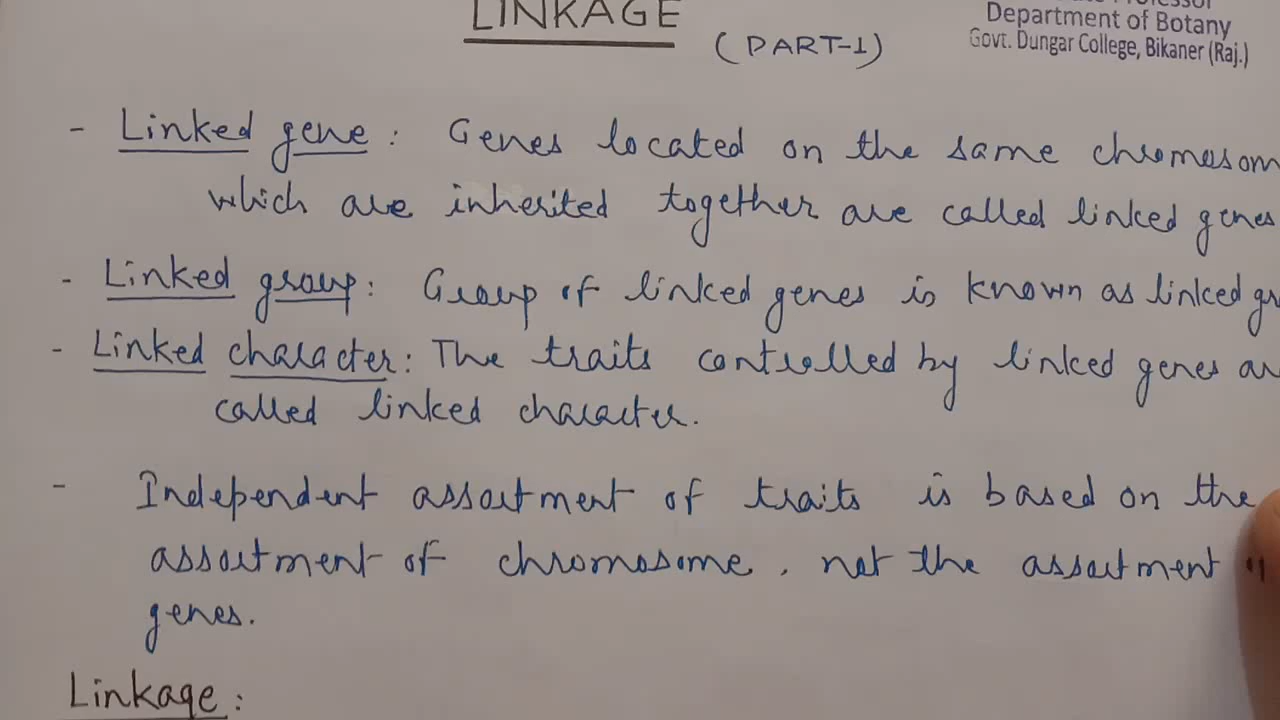 LINKAGE
(PART-1)
Professor
Department of Botany
Govt. Dungar College, Bikaner (Raj.)
- Linked gene: Genes located on the same chromosom
which are inherited together are called linked genes
- Linked group: Group of linked genes is known as linked gr
- Linked character: The traits controlled by linked genes ar
called linked character.
- Independent assortment of traits is based on the
assortment of chromosome, not the assortment
genes.
Linkage: